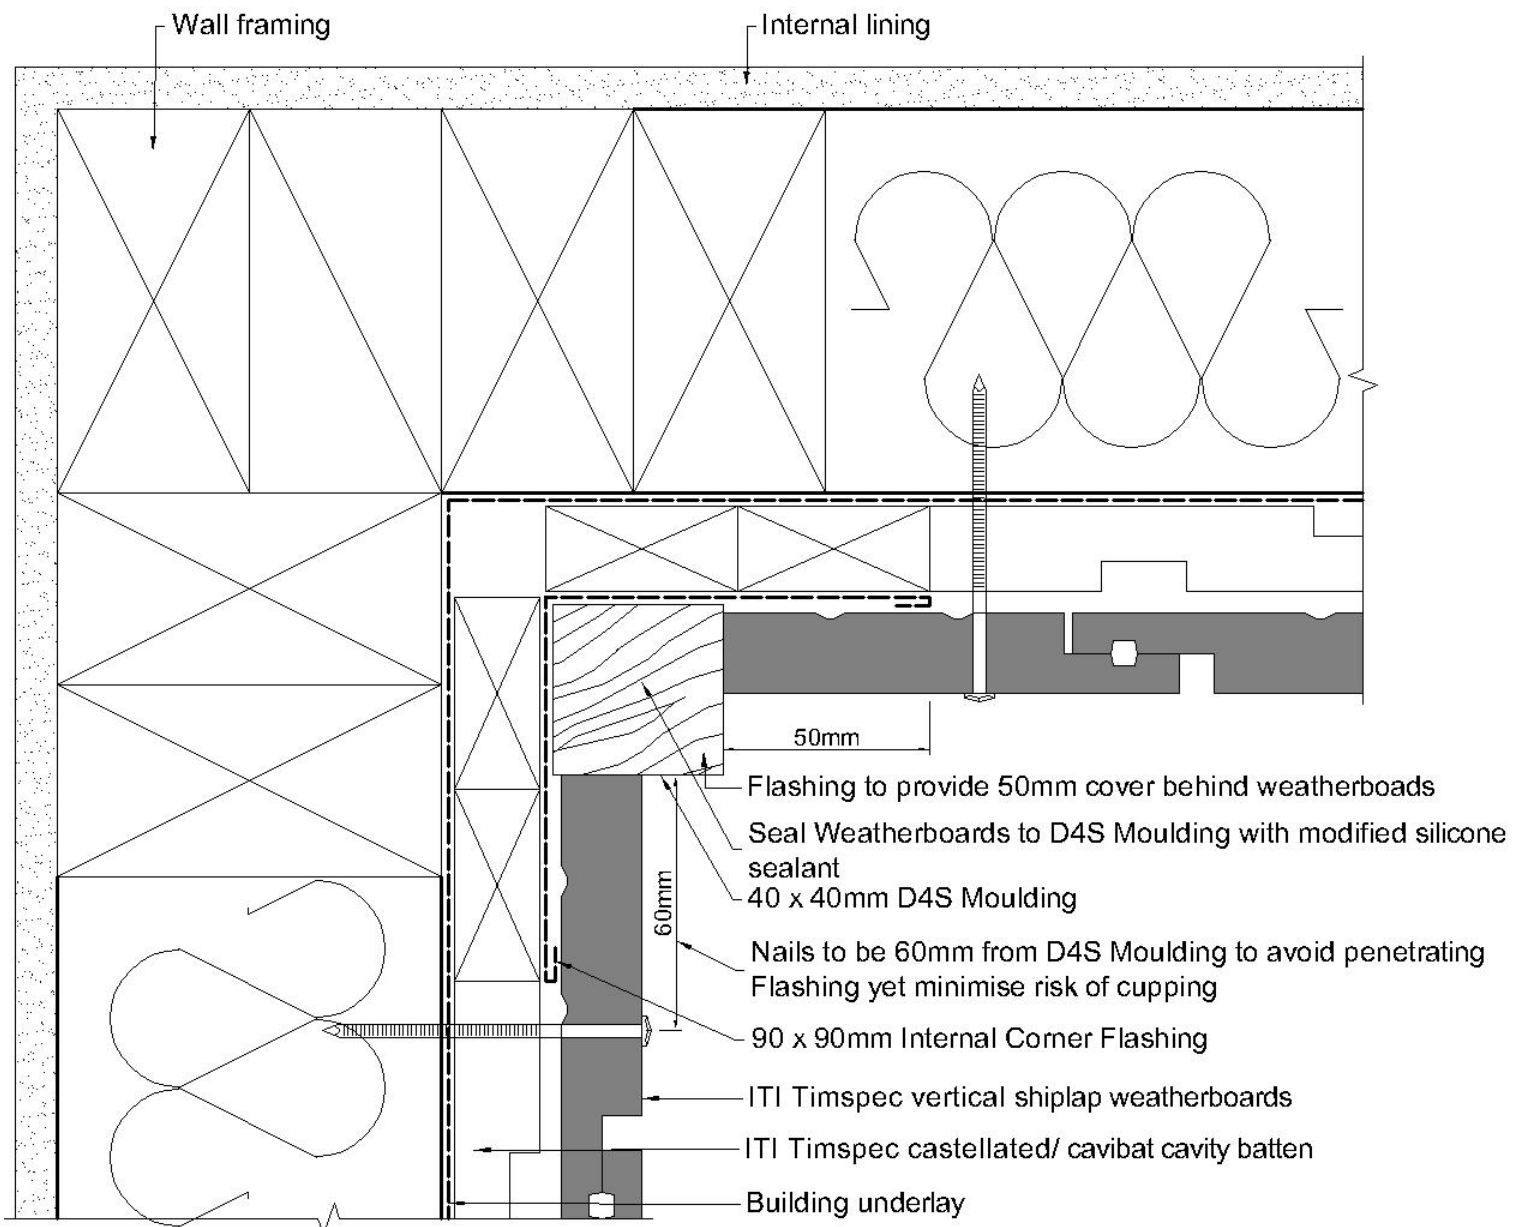 Wall framing
Internal lining
50mm
Flashing to provide 50mm cover behind weatherboads
Seal Weatherboards to D4S Moulding with modified silicone
sealant
40 x 40mm D4S Moulding
60mm
Nails to be 60mm from D4S Moulding to avoid penetrating
Flashing yet minimise risk of cupping
90 x 90mm Internal Corner Flashing
ITI Timspec vertical shiplap weatherboards
ITI Timspec castellated/ cavibat cavity batten
Building underlay